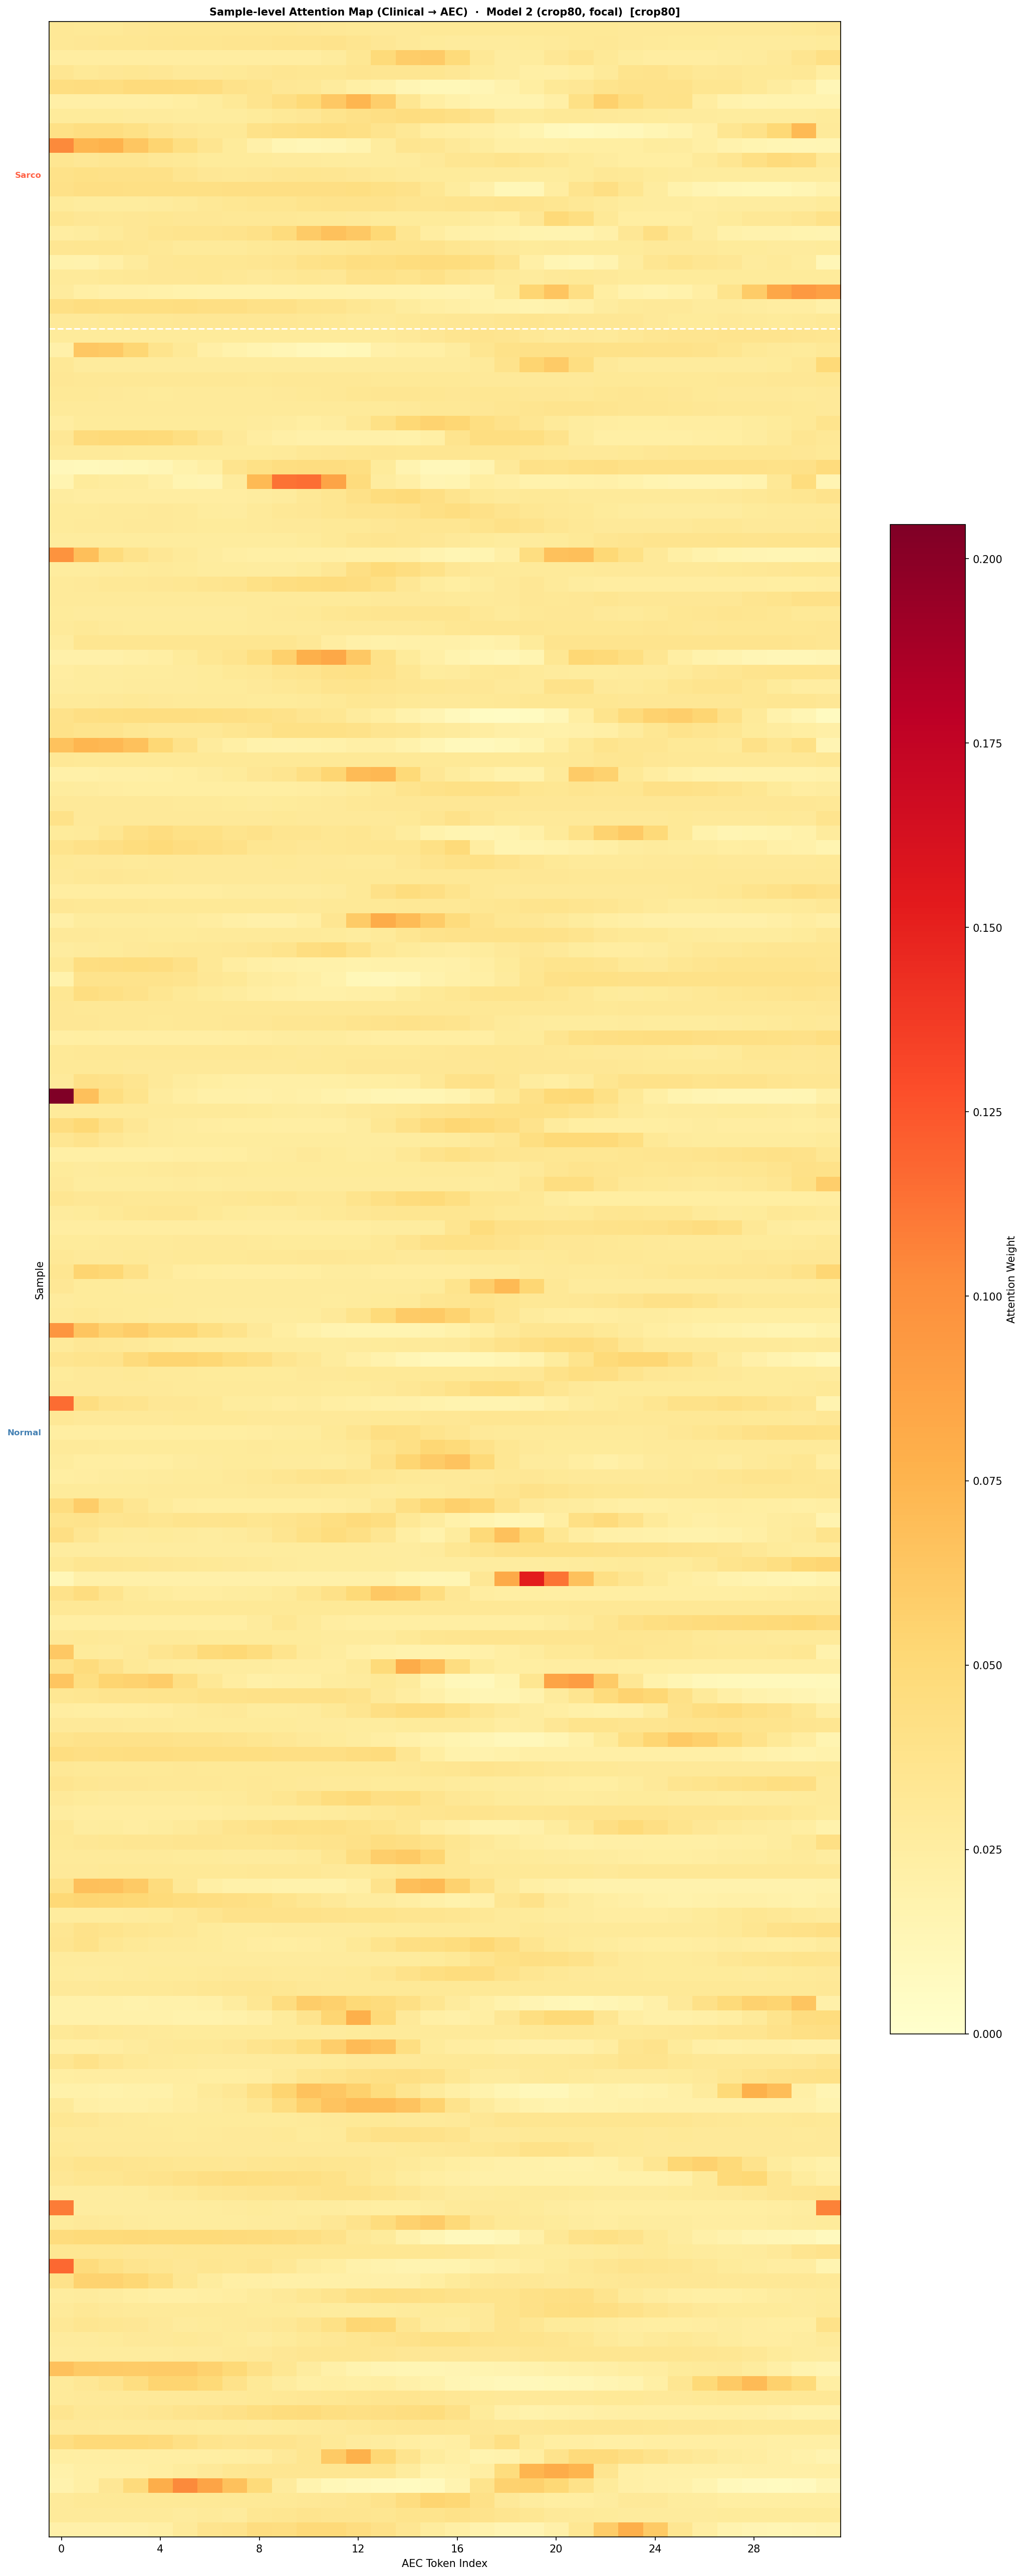 Sample-level Attention Map (Clinical → AEC)  ·  Model 2 (crop80, focal)  [crop80]
Sarco
0.200
0.175
0.150
0.125
Sample
Attention Weight
0.100
Normal
0.075
0.050
0.025
0.000
0 4 8 12 16 20 24 28
AEC Token Index